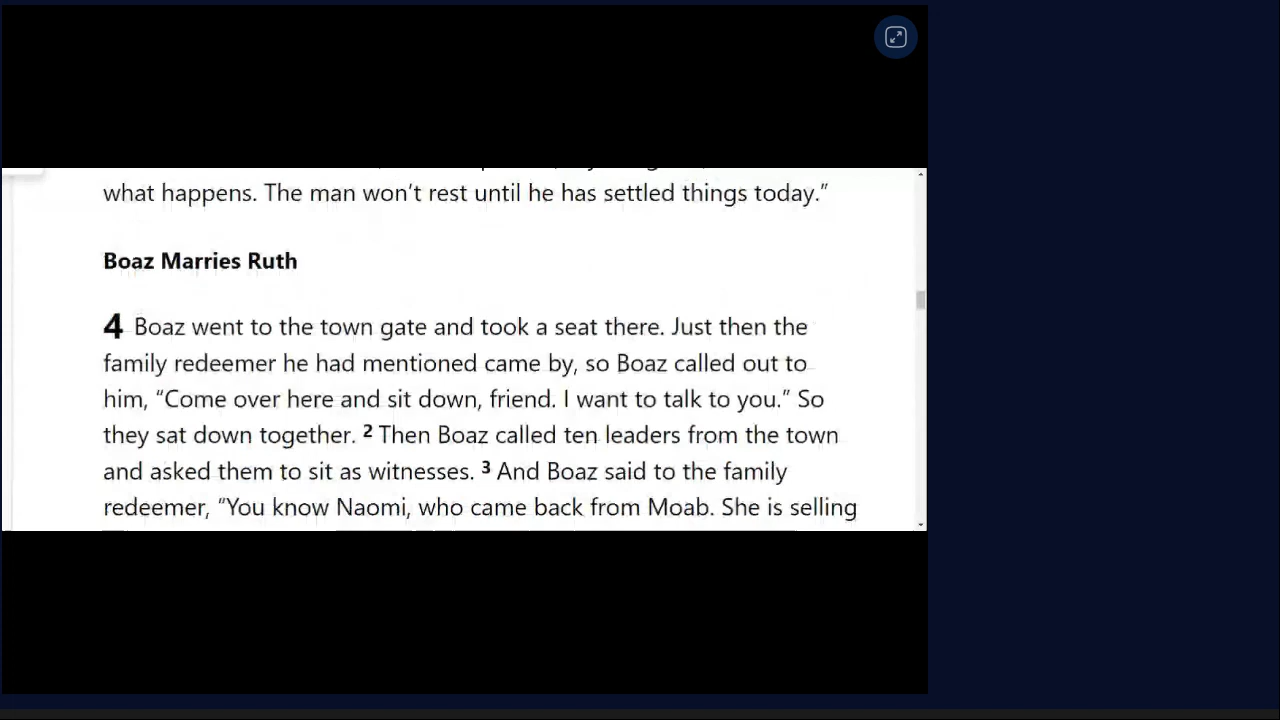 what happens. The man won’t rest until he has settled things today.”
Boaz Marries Ruth
4 Boaz went to the town gate and took a seat there. Just then the
family redeemer he had mentioned came by, so Boaz called out to
him, “Come over here and sit down, friend. I want to talk to you.” So
they sat down together. 2 Then Boaz called ten leaders from the town
and asked them to sit as witnesses. 3 And Boaz said to the family
redeemer, “You know Naomi, who came back from Moab. She is selling